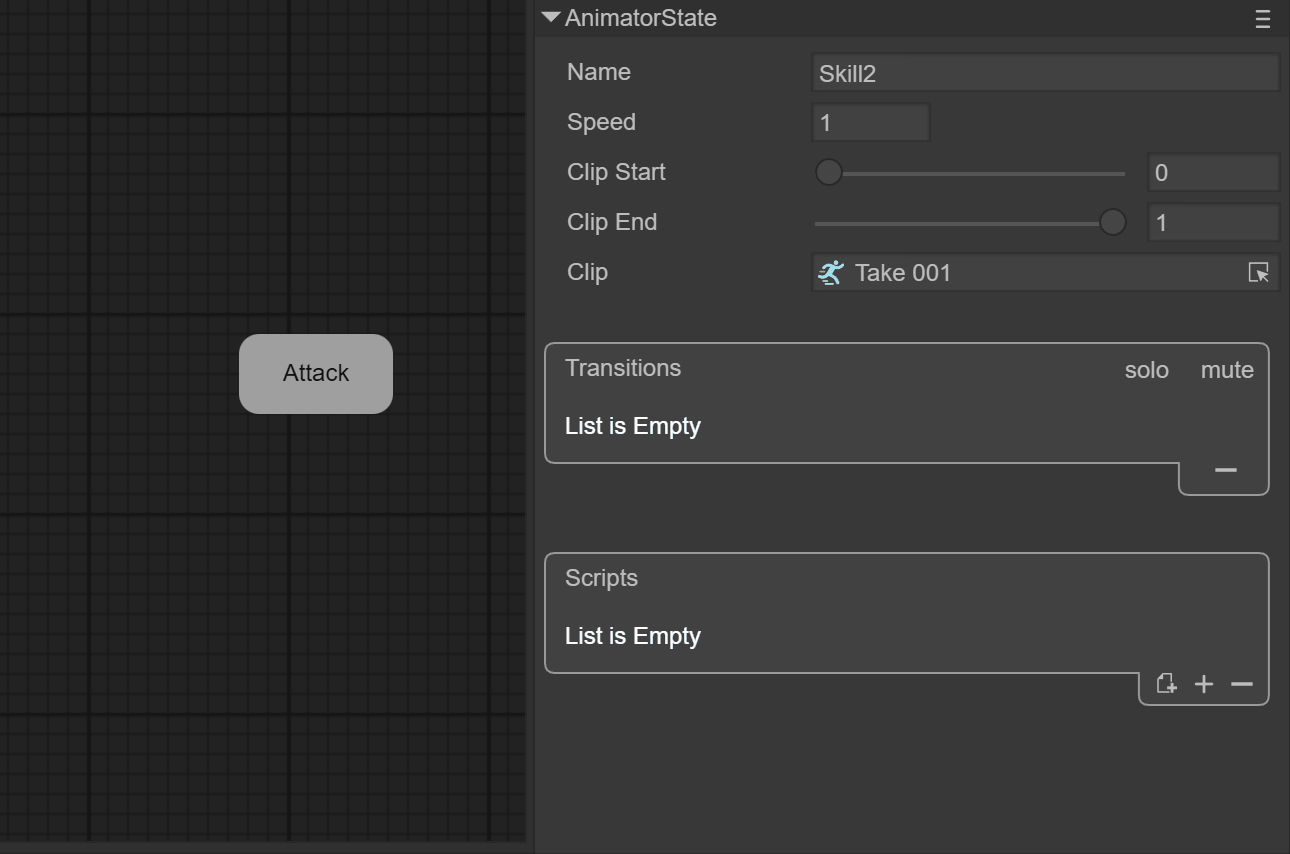 AnimatorState
Name
Skill2
Speed
1
Clip Start
0
Clip End
1
Clip
Take 001
Attack
Transitions
solo
mute
List is Empty
Scripts
List is Empty